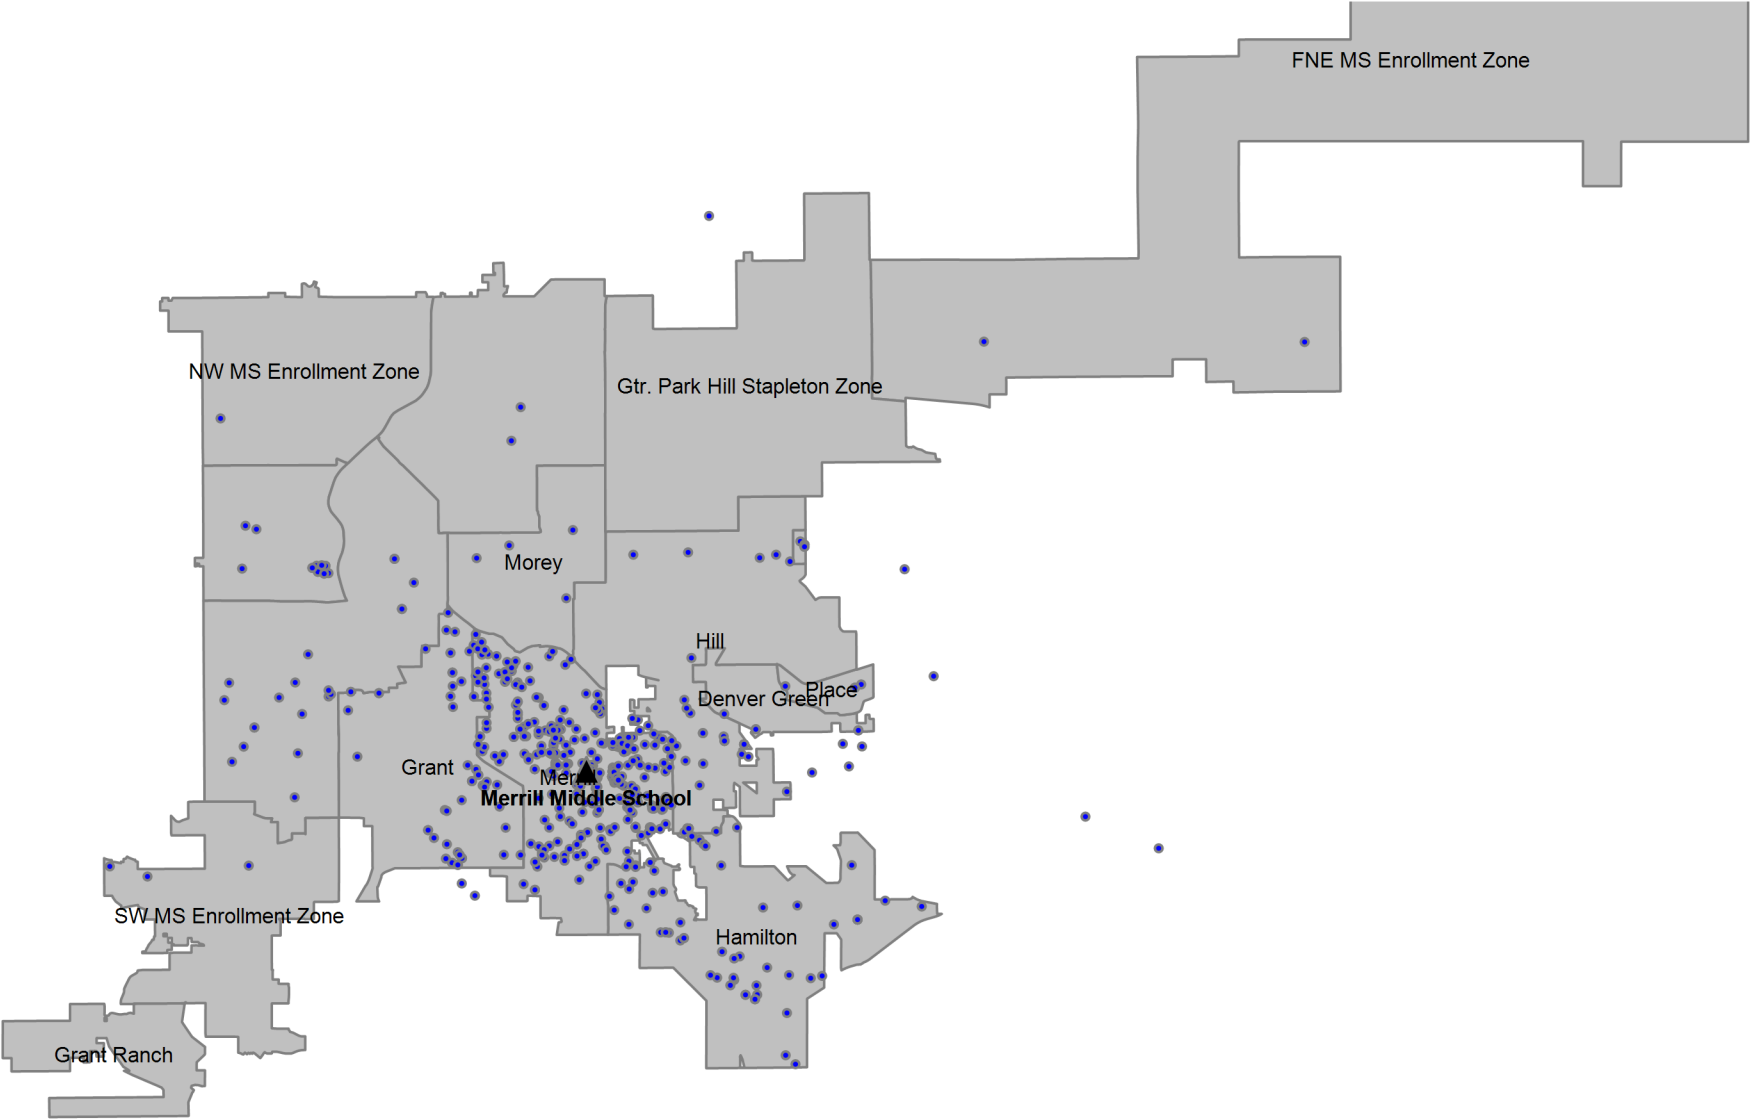 FNE MS Enrollment Zone
NW MS Enrollment Zone
Gtr. Park Hill Stapleton Zone
Morey
Hill
Place
Denver Green
Grant
Merrill
Merrill Middle School
SW MS Enrollment Zone
Hamilton
Grant Ranch